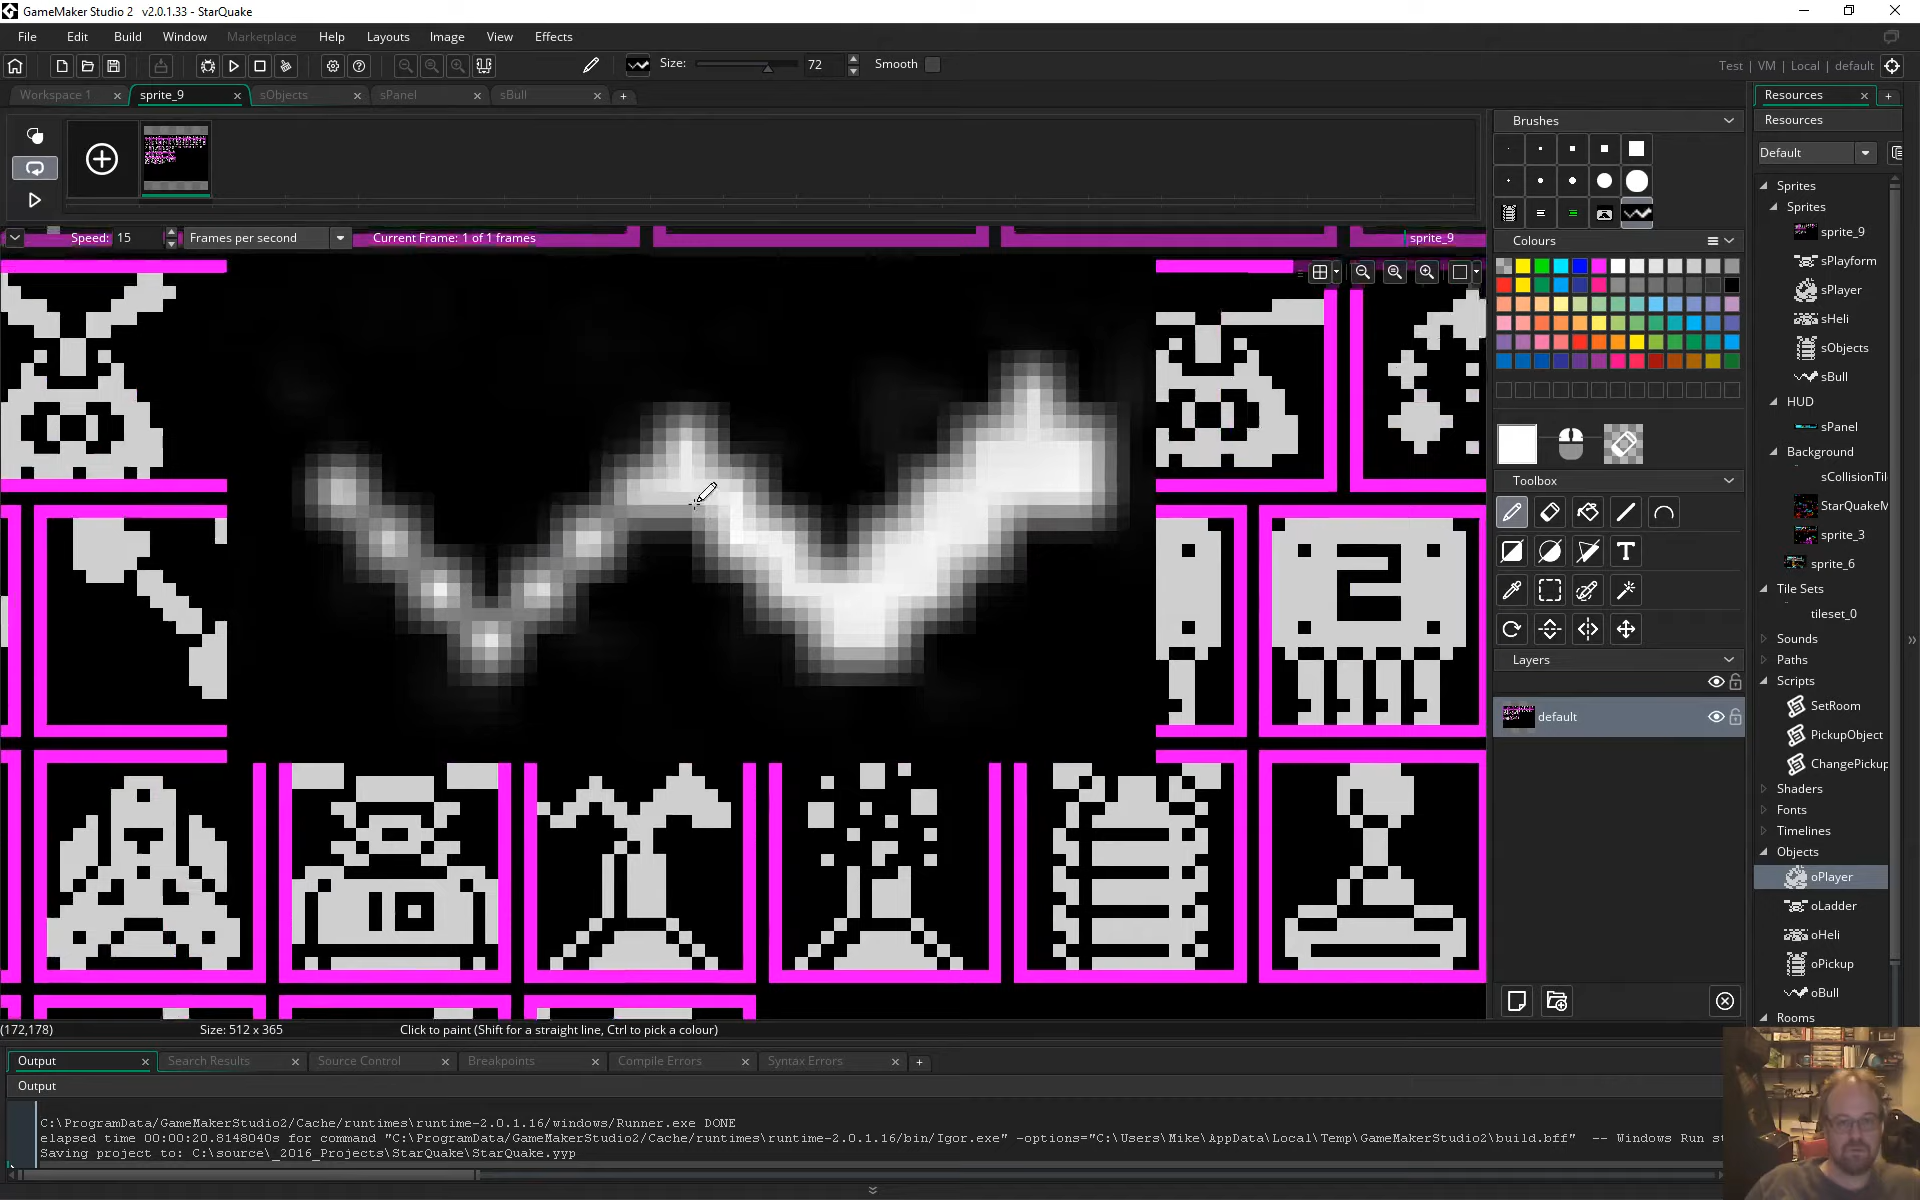 GameMaker Studio 2 v2.0.1.33 - StarQuake
File Edit Build Window Marketplace Help Layouts Image View Effects
Size: 72 Smooth
Test | VM | Local | default
Workspace 1 sprite_9 sObjects sPanel sBull
Speed: 15 Frames per second Current Frame: 1 of 1 frames sprite_9
Brushes
Colours
Toolbox
Layers
default
Resources
Resources
Default
Sprites
Sprites
sprite_9
sPlayform
sPlayer
sHeli
sObjects
sBull
HUD
sPanel
Background
sCollisionTil
StarQuakeM
sprite_3
sprite_6
Tile Sets
tileset_0
Sounds
Paths
Scripts
SetRoom
PickupObject
ChangePickup
Shaders
Fonts
Timelines
Objects
oPlayer
oLadder
oHeli
oPickup
oBull
Rooms
2
(172,178) Size: 512 x 365 Click to paint (Shift for a straight line, Ctrl to pick a colour)
Output Search Results Source Control Breakpoints Compile Errors Syntax Errors
Output
C:\ProgramData/GameMakerStudio2/Cache/runtimes\runtime-2.0.1.16/windows/Runner.exe DONE
elapsed time 00:00:20.8148040s for command "C:\ProgramData/GameMakerStudio2/Cache/runtimes\runtime-2.0.1.16/bin/Igor.exe" -options="C:\Users\Mike\AppData\Local\Temp\GameMakerStudio2\build.bff" -- Windows Run st
Saving project to: C:\source\_2016_Projects\StarQuake\StarQuake.yyp